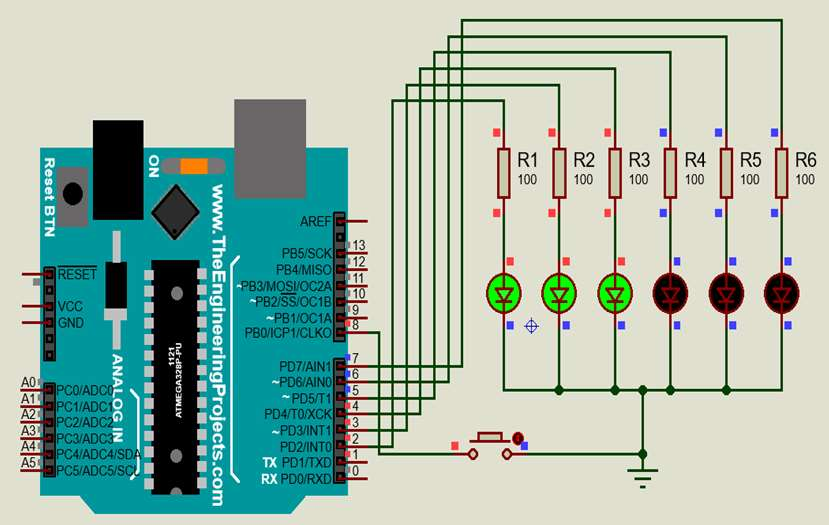 Reset BTN
ON
www.TheEngineeringProjects.com
1121
ATMEGA328P-PU
ANALOG IN
RESET
VCC
GND
A0 PC0/ADC0
A1 PC1/ADC1
A2 PC2/ADC2
A3 PC3/ADC3
A4 PC4/ADC4/SDA
A5 PC5/ADC5/SCL
AREF
PB5/SCK 13
PB4/MISO 12
~PB3/MOSI/OC2A 11
~PB2/SS/OC1B 10
~PB1/OC1A 9
PB0/ICP1/CLKO 8
PD7/AIN1 7
~PD6/AIN0 6
~PD5/T1 5
PD4/T0/XCK 4
~PD3/INT1 3
PD2/INT0 2
TX PD1/TXD 1
RX PD0/RXD 0
R1
100
R2
100
R3
100
R4
100
R5
100
R6
100